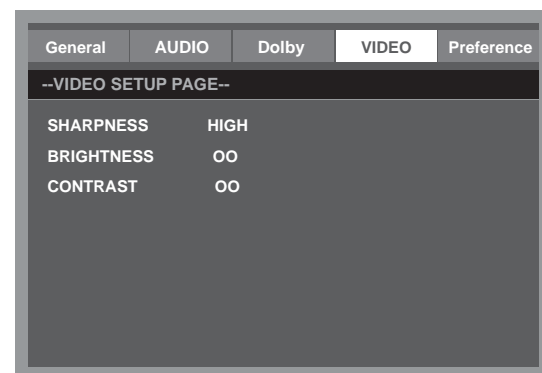 General AUDIO Dolby VIDEO Preference
--VIDEO SETUP PAGE--
SHARPNESS HIGH
BRIGHTNESS OO
CONTRAST OO